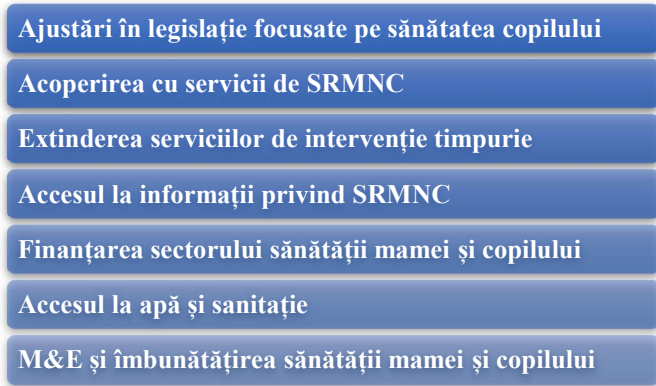 Ajustări în legislație focusate pe sănătatea copilului
Acoperirea cu servicii de SRMNC
Extinderea serviciilor de intervenție timpurie
Accesul la informații privind SRMNC
Finanțarea sectorului sănătății mamei și copilului
Accesul la apă și sanitație
M&E și îmbunătățirea sănătății mamei și copilului